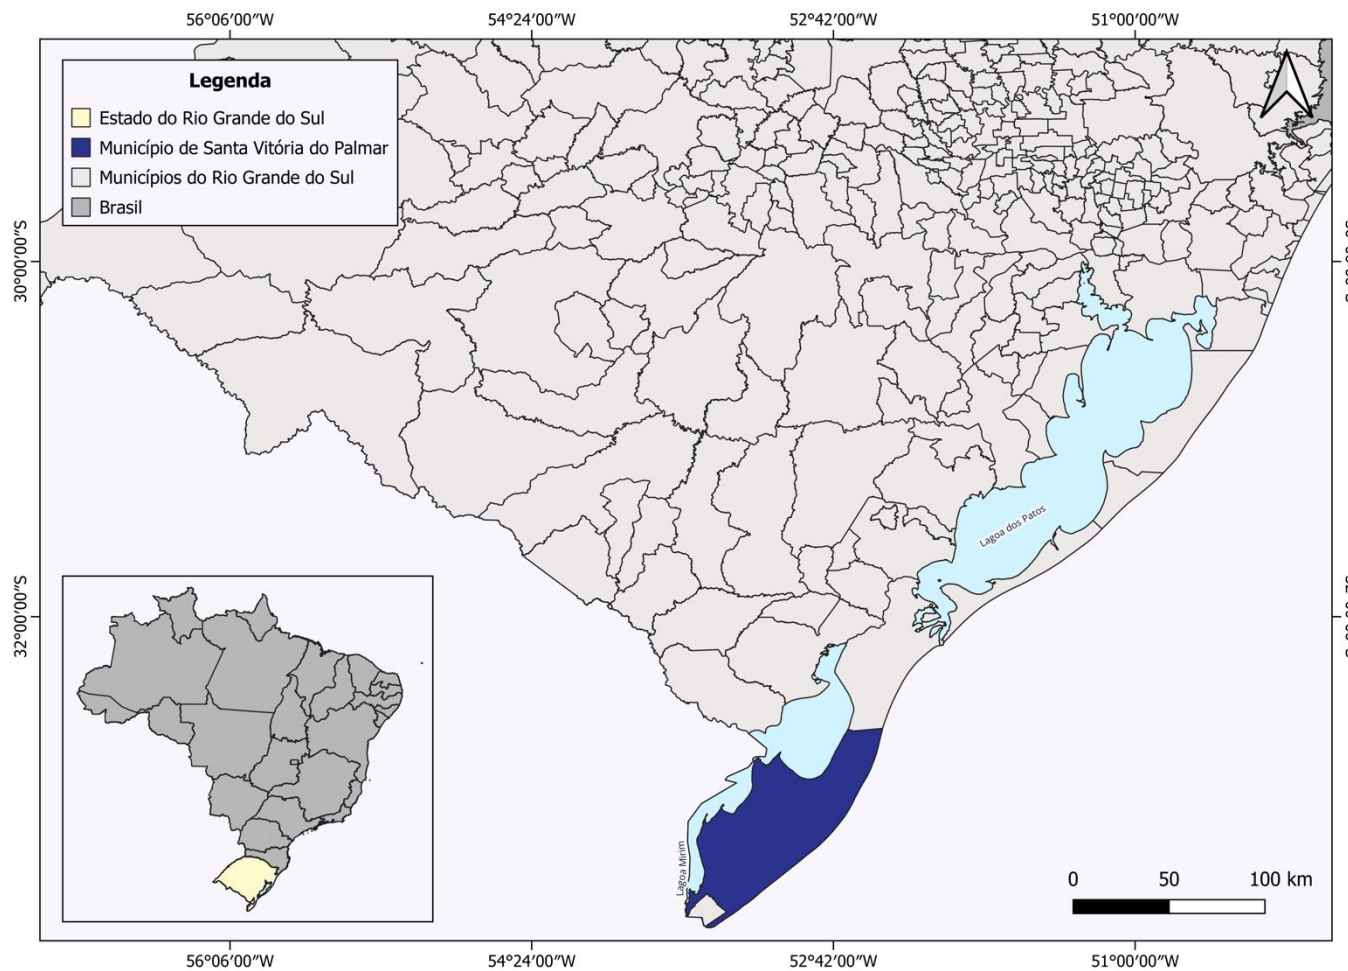 56°06′00″W 54°24′00″W 52°42′00″W 51°00′00″W
Legenda
Estado do Rio Grande do Sul
Município de Santa Vitória do Palmar
Municípios do Rio Grande do Sul
Brasil
30°00′00″S
32°00′00″S
Lagoa dos Patos
Lagoa Mirim
0 50 100 km
56°06′00″W 54°24′00″W 52°42′00″W 51°00′00″W